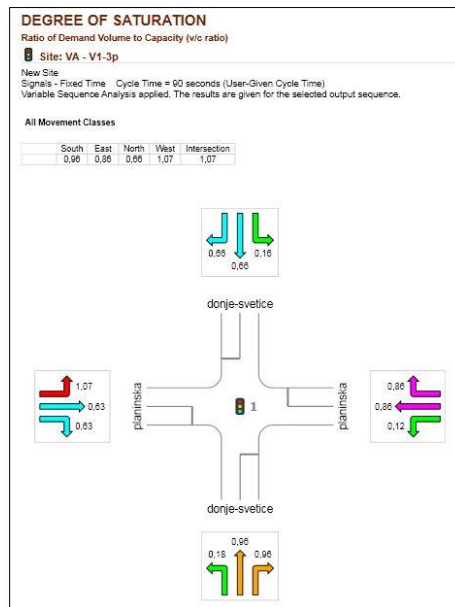 DEGREE OF SATURATION
Ratio of Demand Volume to Capacity (v/c ratio)
Site: VA - V1-3p
New Site
Signals - Fixed Time Cycle Time = 90 seconds (User-Given Cycle Time)
Variable Sequence Analysis applied. The results are given for the selected output sequence.
All Movement Classes
South East North West Intersection
0,96 0,86 0,66 1,07 1,07
0,66 0,16
0,66
donje-svetice
1,07
0,63
0,63
planinska
1
planinska
0,86
0,86
0,12
donje-svetice
0,96
0,18 0,96